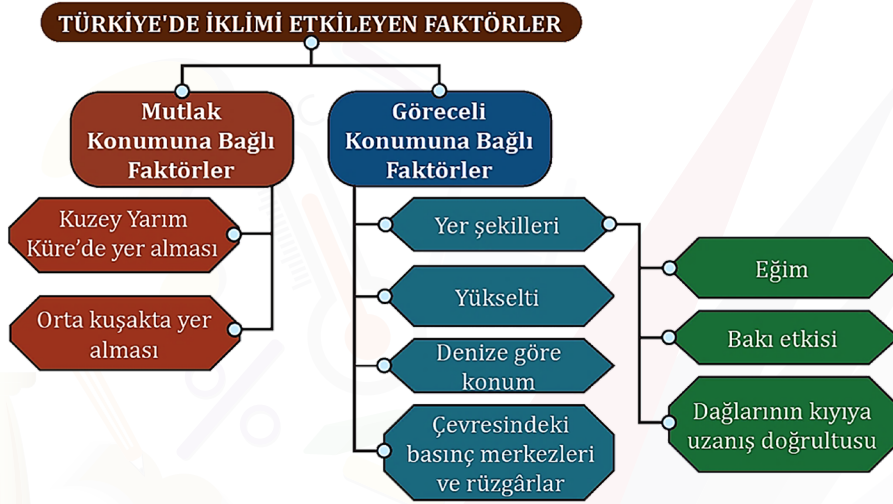 TÜRKİYE'DE İKLİMİ ETKİLEYEN FAKTÖRLER
Mutlak
Konumuna Bağlı
Faktörler
Göreceli
Konumuna Bağlı
Faktörler
Kuzey Yarım
Küre’de yer alması
Orta kuşakta yer
alması
Yer şekilleri
Yükselti
Denize göre
konum
Çevresindeki
basınç merkezleri
ve rüzgârlar
Eğim
Bakı etkisi
Dağlarının kıyıya
uzanış doğrultusu